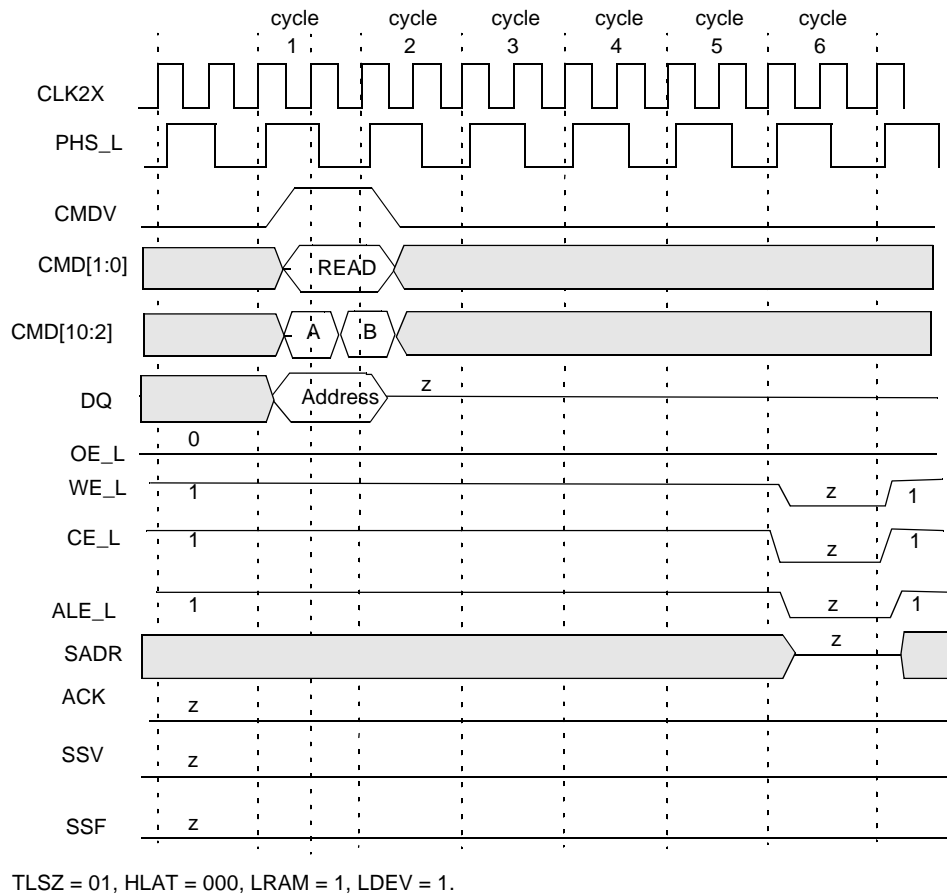 cycle cycle cycle cycle cycle cycle
1 2 3 4 5 6
CLK2X
PHS_L
CMDV
CMD[1:0] READ
CMD[10:2] A B
DQ Address z
OE_L 0
WE_L 1 z 1
CE_L 1 z 1
ALE_L 1 z 1
SADR z
ACK z
SSV z
SSF z
TLSZ = 01, HLAT = 000, LRAM = 1, LDEV = 1.